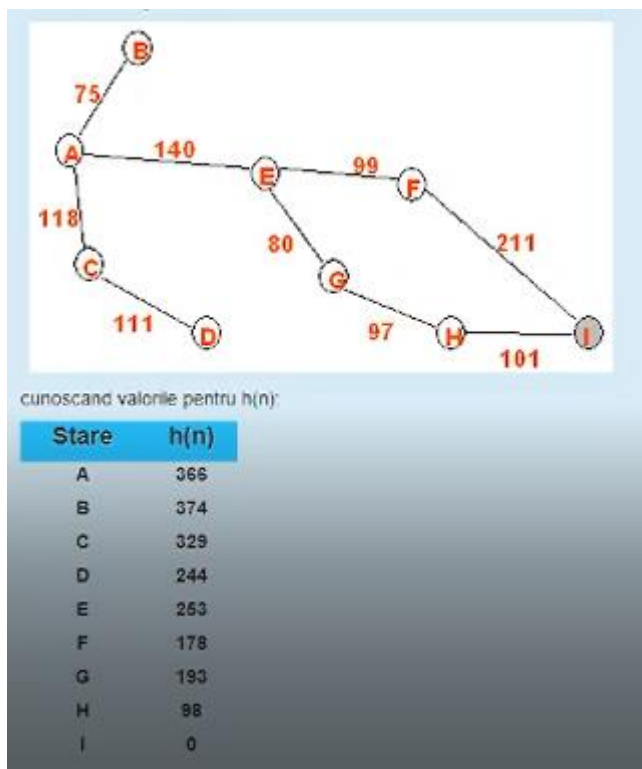 B
75
A
140
E
99
F
118
80
211
C
G
111
D
97
H
I
101
cunoscand valorile pentru h(n):
Stare h(n)
A 366
B 374
C 329
D 244
E 253
F 178
G 193
H 98
I 0